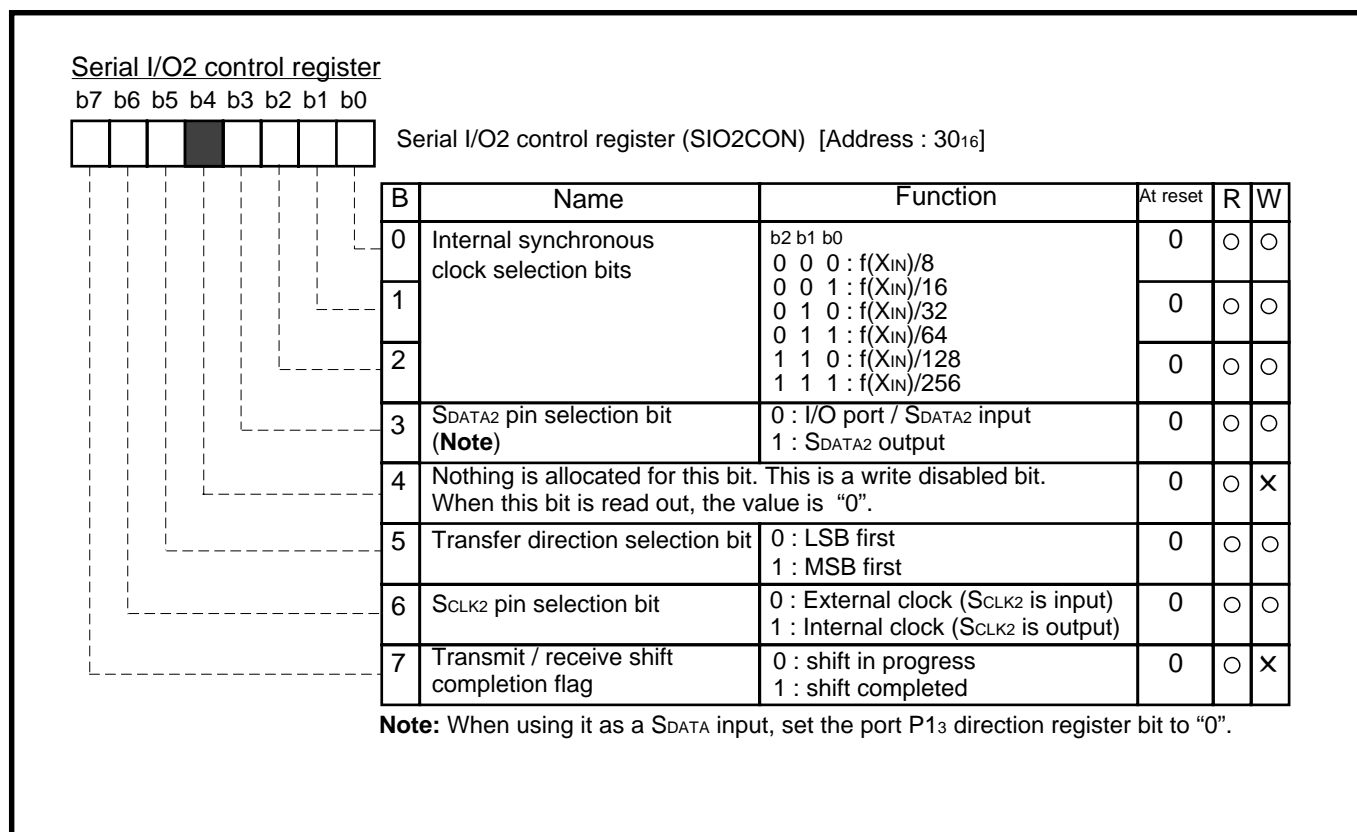 Serial I/O2 control register
b7 b6 b5 b4 b3 b2 b1 b0
Serial I/O2 control register (SIO2CON) [Address : 3016]
B Name Function At reset R W
0 Internal synchronous clock selection bits b2 b1 b0 0 ○ ○
0 0 0 : f(XIN)/8
0 0 1 : f(XIN)/16
1 0 1 0 : f(XIN)/32 0 ○ ○
0 1 1 : f(XIN)/64
2 1 1 0 : f(XIN)/128 0 ○ ○
1 1 1 : f(XIN)/256
3 SDATA2 pin selection bit 0 : I/O port / SDATA2 input 0 ○ ○
(Note) 1 : SDATA2 output
4 Nothing is allocated for this bit. This is a write disabled bit. 0 ○ ✕
When this bit is read out, the value is “0”.
5 Transfer direction selection bit 0 : LSB first 0 ○ ○
1 : MSB first
6 SCLK2 pin selection bit 0 : External clock (SCLK2 is input) 0 ○ ○
1 : Internal clock (SCLK2 is output)
7 Transmit / receive shift 0 : shift in progress 0 ○ ✕
completion flag 1 : shift completed
Note: When using it as a SDATA input, set the port P13 direction register bit to “0”.